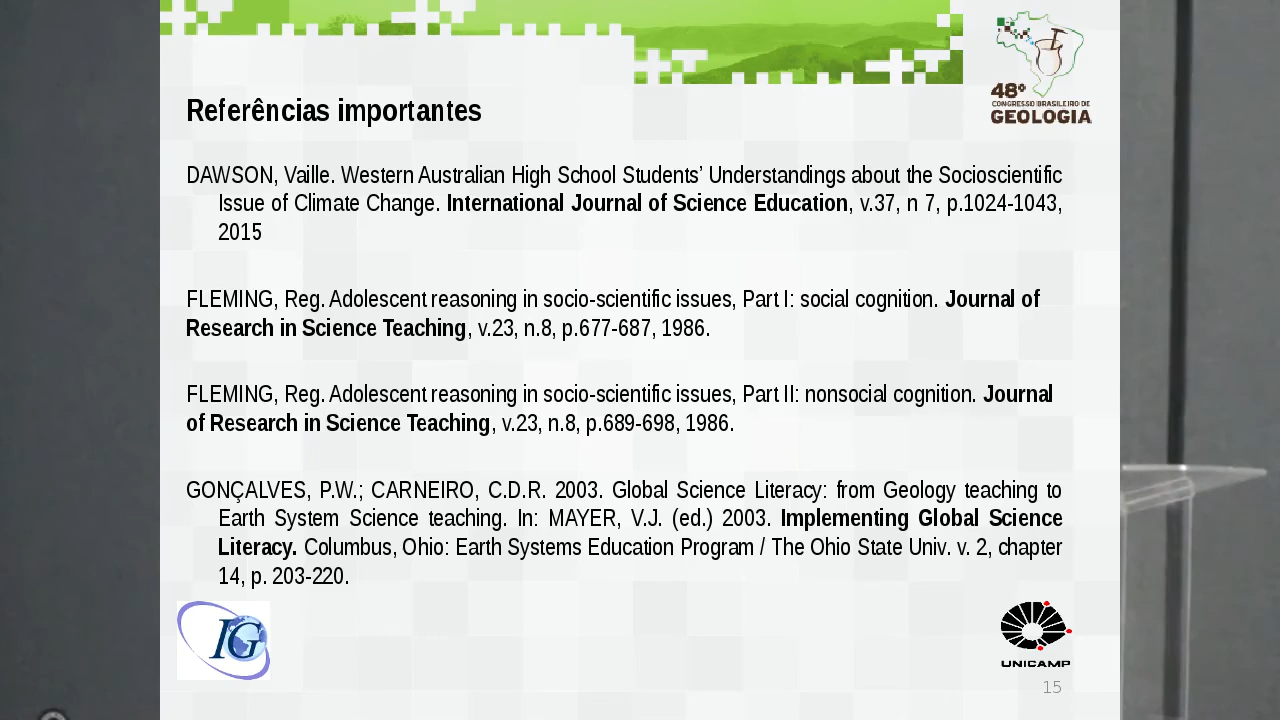 48º
CONGRESSO BRASILEIRO DE
GEOLOGIA
Referências importantes
DAWSON, Vaille. Western Australian High School Students’ Understandings about the Socioscientific
Issue of Climate Change. International Journal of Science Education, v.37, n 7, p.1024-1043,
2015
FLEMING, Reg. Adolescent reasoning in socio-scientific issues, Part I: social cognition. Journal of
Research in Science Teaching, v.23, n.8, p.677-687, 1986.
FLEMING, Reg. Adolescent reasoning in socio-scientific issues, Part II: nonsocial cognition. Journal
of Research in Science Teaching, v.23, n.8, p.689-698, 1986.
GONÇALVES, P.W.; CARNEIRO, C.D.R. 2003. Global Science Literacy: from Geology teaching to
Earth System Science teaching. In: MAYER, V.J. (ed.) 2003. Implementing Global Science
Literacy. Columbus, Ohio: Earth Systems Education Program / The Ohio State Univ. v. 2, chapter
14, p. 203-220.
IG
UNICAMP
15